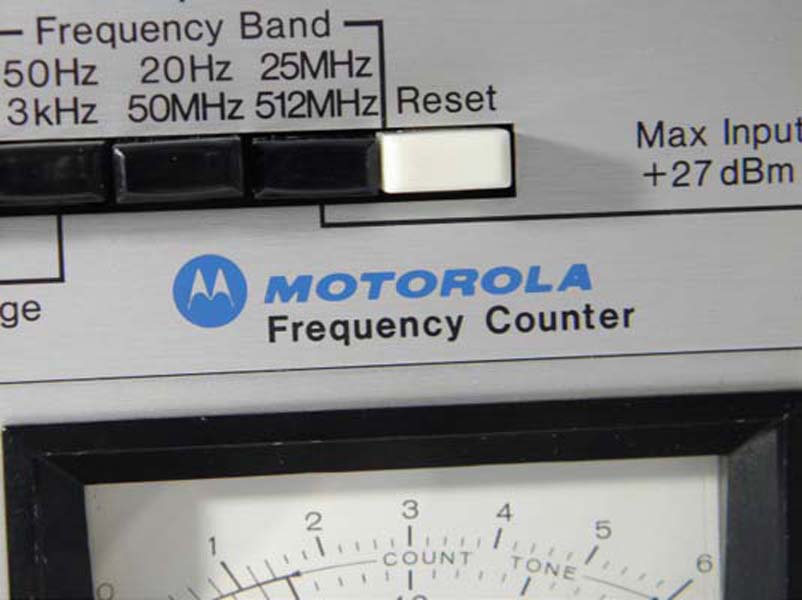 Frequency Band
50Hz 20Hz 25MHz
3kHz 50MHz 512MHz Reset
Max Input
+27 dBm
MOTOROLA
Frequency Counter
0 1 2 3 4 5 6
COUNT TONE